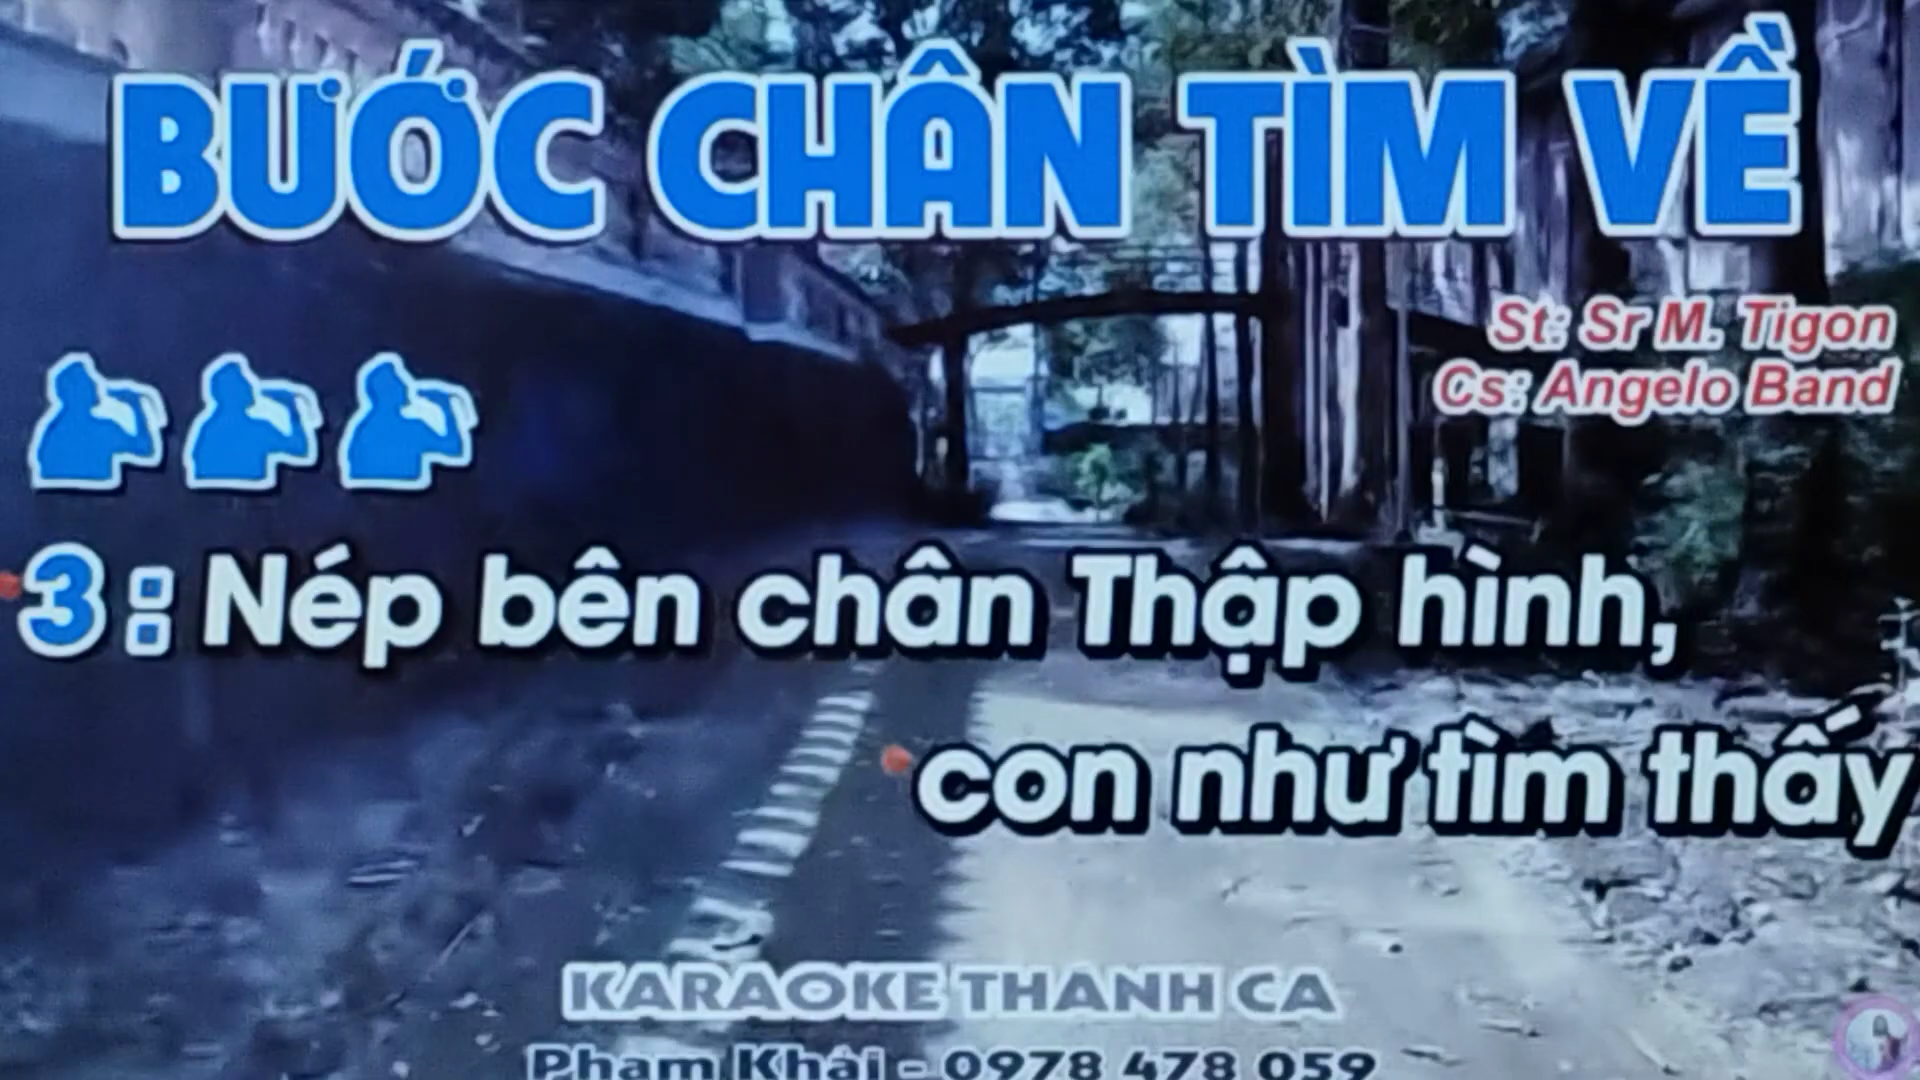 BƯỚC CHÂN TÌM VỀ
St: Sr M. Tigon
Cs: Angelo Band
3: Nép bên chân Thập hình,
con như tìm thấy
KARAOKE THANH CA
Phạm Khải - 0978 478 059